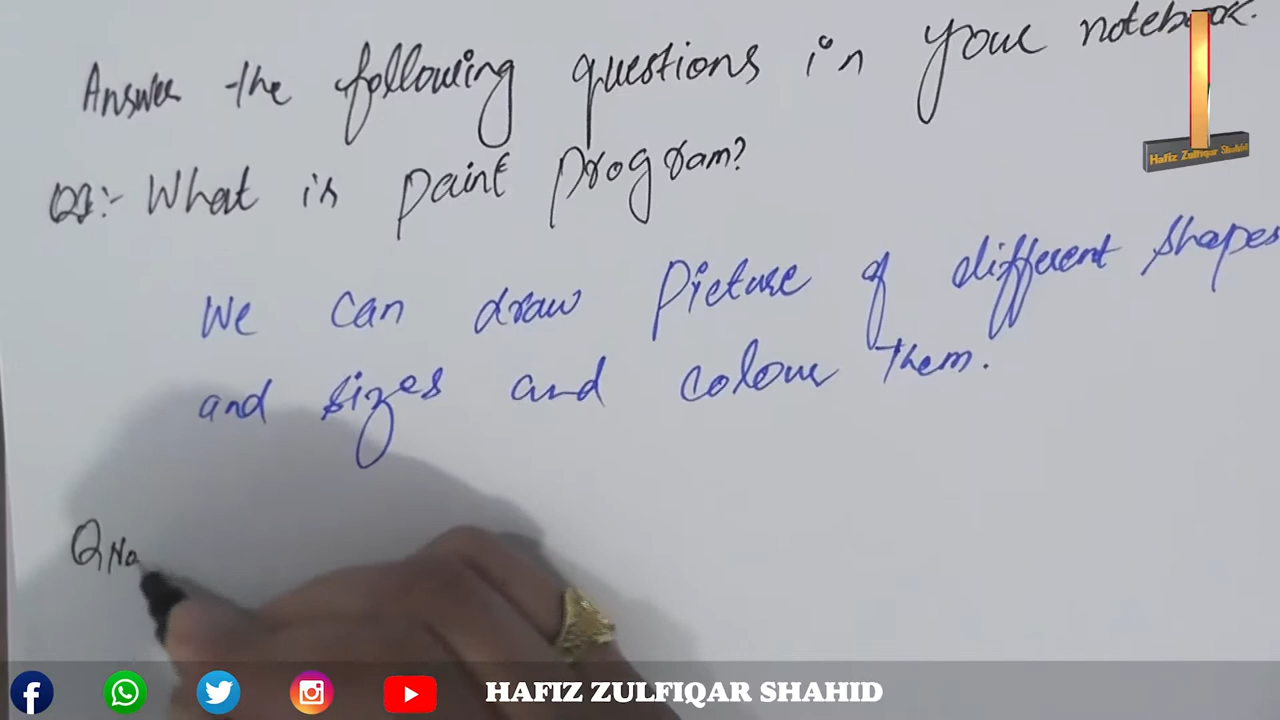 Answer the following questions in your notebook.
Hafiz Zulfiqar Shahid
Q1:- What is paint program?
We can draw Picture of different shapes
and sizes and colour them.
QNo
HAFIZ ZULFIQAR SHAHID